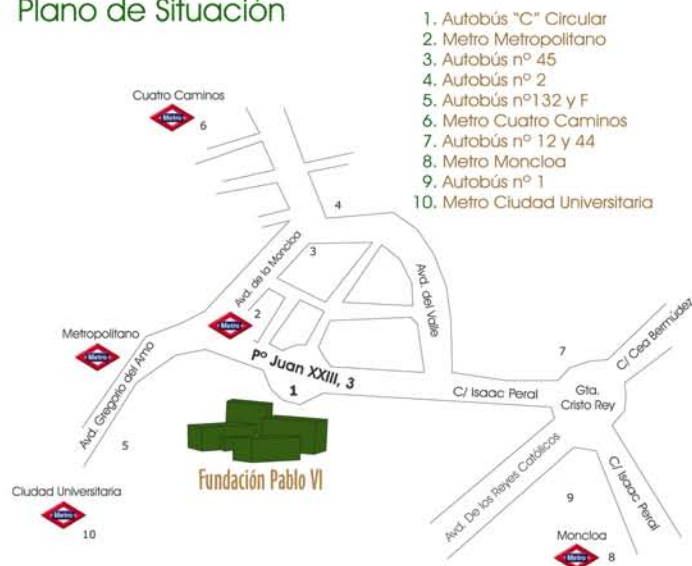 Plano de Situación
1. Autobús "C" Circular
2. Metro Metropolitano
3. Autobús nº 45
4. Autobús nº 2
5. Autobús nº132 y F
6. Metro Cuatro Caminos
7. Autobús nº 12 y 44
8. Metro Moncloa
9. Autobús nº 1
10. Metro Ciudad Universitaria
Cuatro Caminos
Metro
6
4
3
Avd. de la Moncloa
Avd. del Valle
Metro
2
Metropolitano
Metro
Avd. Gregorio del Amo
Pº Juan XXIII, 3
1
7
C/ Cea Bermúdez
C/ Isaac Peral
Gta.
Cristo Rey
5
Fundación Pablo VI
Avd. De los Reyes Católicos
C/ Isaac Peral
Ciudad Universitaria
Metro
10
9
Moncloa
Metro
8